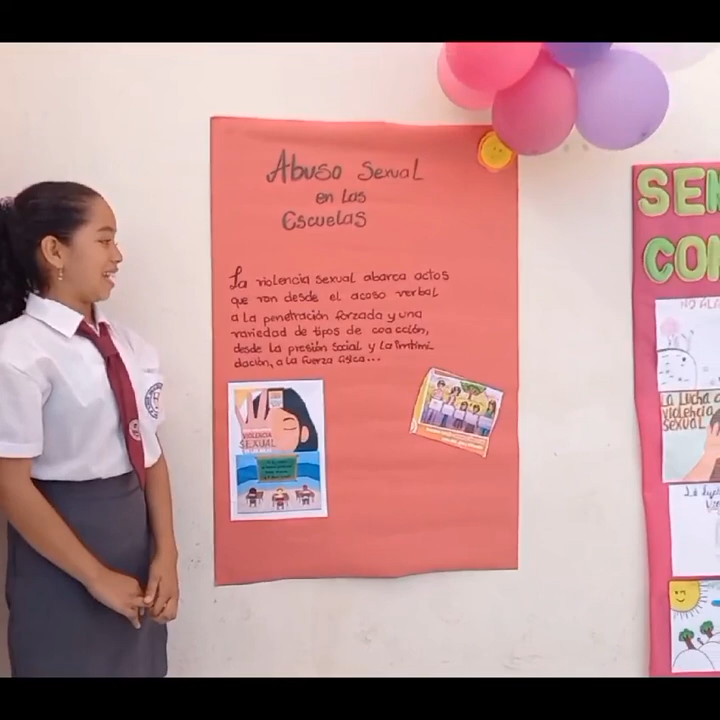 Abuso Sexual
en las
Escuelas
La violencia sexual abarca actos
que van desde el acoso verbal
a la penetración forzada y una
variedad de tipos de coacción,
desde la presión social y la intimi
dación, a la fuerza física...
VIOLENCIA
SEXUAL
SEN
CON
NO
La Lucha
violencia
sexual